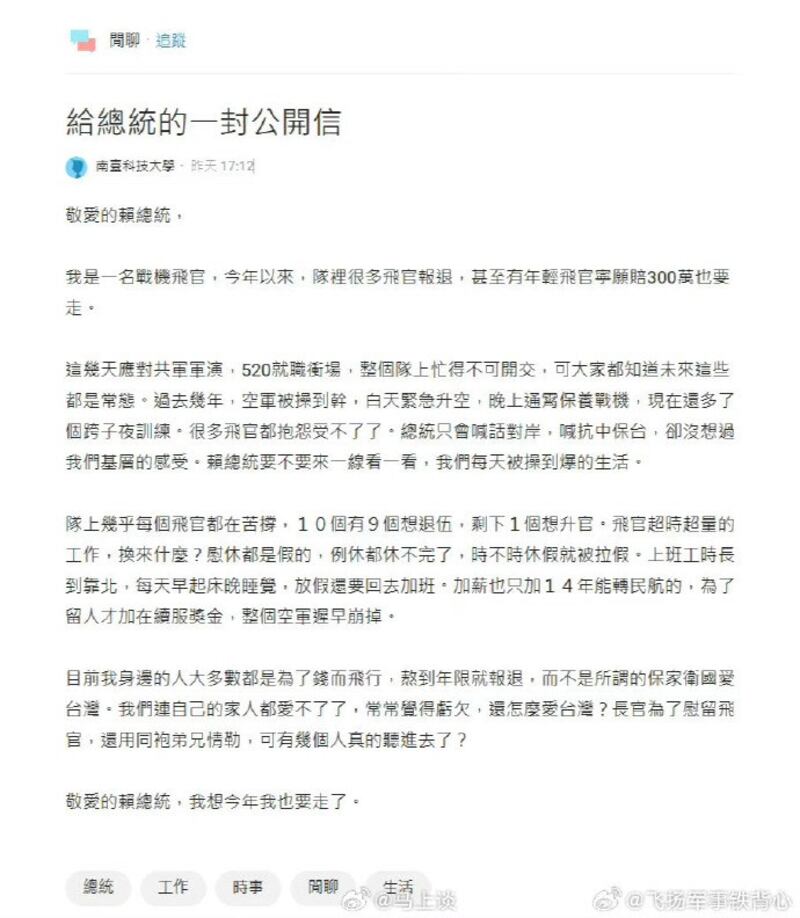 閒聊 · 追蹤
給總統的一封公開信
南臺科技大學 · 昨天 17:12
敬愛的賴總統，
我是一名戰機飛官，今年以來，隊裡很多飛官報退，甚至有年輕飛官寧願賠300萬也要
走。
這幾天應對共軍軍演，520就職衝場，整個隊上忙得不可開交，可大家都知道未來這些
都是常態。過去幾年，空軍被操到幹，白天緊急升空，晚上通宵保養戰機，現在還多了
個跨子夜訓練。很多飛官都抱怨受不了了。總統只會喊話對岸，喊抗中保台，卻沒想過
我們基層的感受。賴總統要不要來一線看一看，我們每天被操到爆的生活。
隊上幾乎每個飛官都在苦撐，１０個有９個想退伍，剩下１個想升官。飛官超時超量的
工作，換來什麼？慰休都是假的，例休都休不完了，時不時休假就被拉假。上班工時長
到靠北，每天早起床晚睡覺，放假還要回去加班。加薪也只加１４年能轉民航的，為了
留人才加在續服獎金，整個空軍遲早崩掉。
目前我身邊的人大多數都是為了錢而飛行，熬到年限就報退，而不是所謂的保家衛國愛
台灣。我們連自己的家人都愛不了了，常常覺得虧欠，還怎麼愛台灣？長官為了慰留飛
官，還用同袍弟兄情勒，可有幾個人真的聽進去了？
敬愛的賴總統，我想今年我也要走了。
總統 工作 時事 閒聊 生活
@马上谈 @飞扬军事铁背心